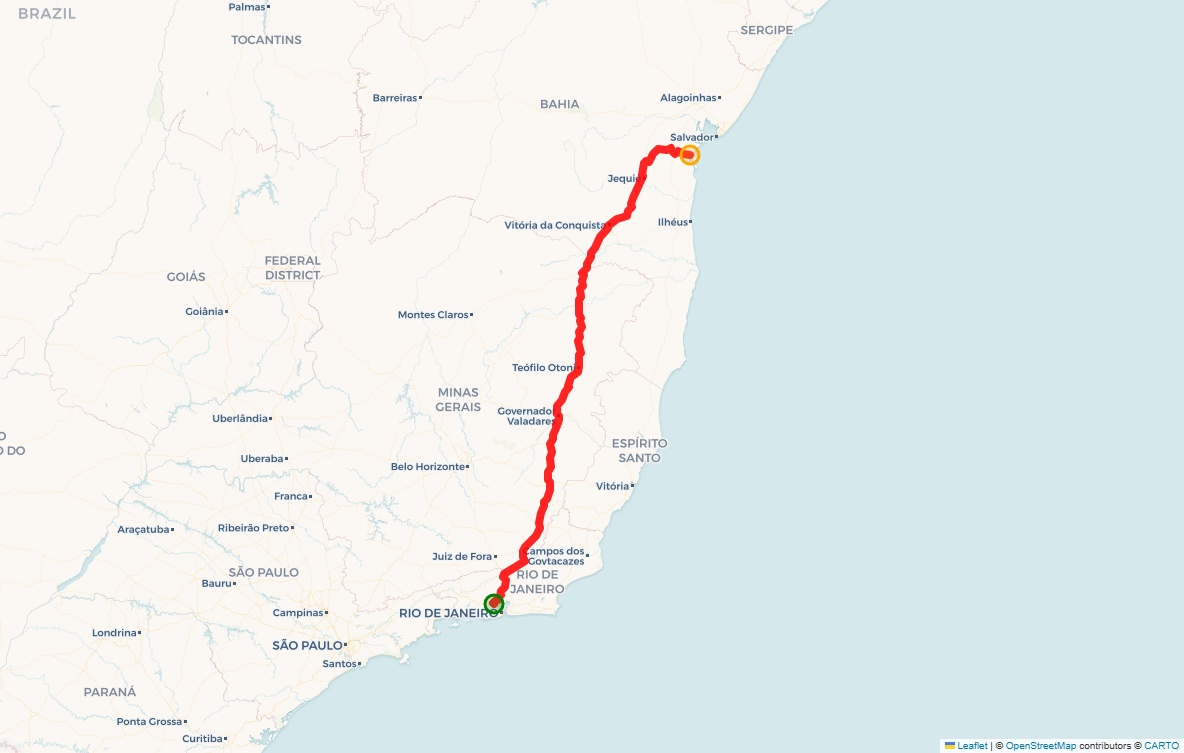 BRAZIL
Palmas
TOCANTINS
SERGIPE
Barreiras
BAHIA
Alagoinhas
Salvador
Jequié
Vitória da Conquista
Ilhéus
FEDERAL
DISTRICT
GOIÁS
Goiânia
Montes Claros
Teófilo Otoni
MINAS
GERAIS
Governador
Valadares
Uberlândia
O
O DO
ESPÍRITO
SANTO
Uberaba
Belo Horizonte
Vitória
Franca
Araçatuba
Ribeirão Preto
Juiz de Fora
Campos dos
Goytacazes
SÃO PAULO
RIO DE
JANEIRO
Bauru
Campinas
RIO DE JANEIRO
Londrina
SÃO PAULO
Santos
PARANÁ
Ponta Grossa
Curitiba
Leaflet | © OpenStreetMap contributors © CARTO